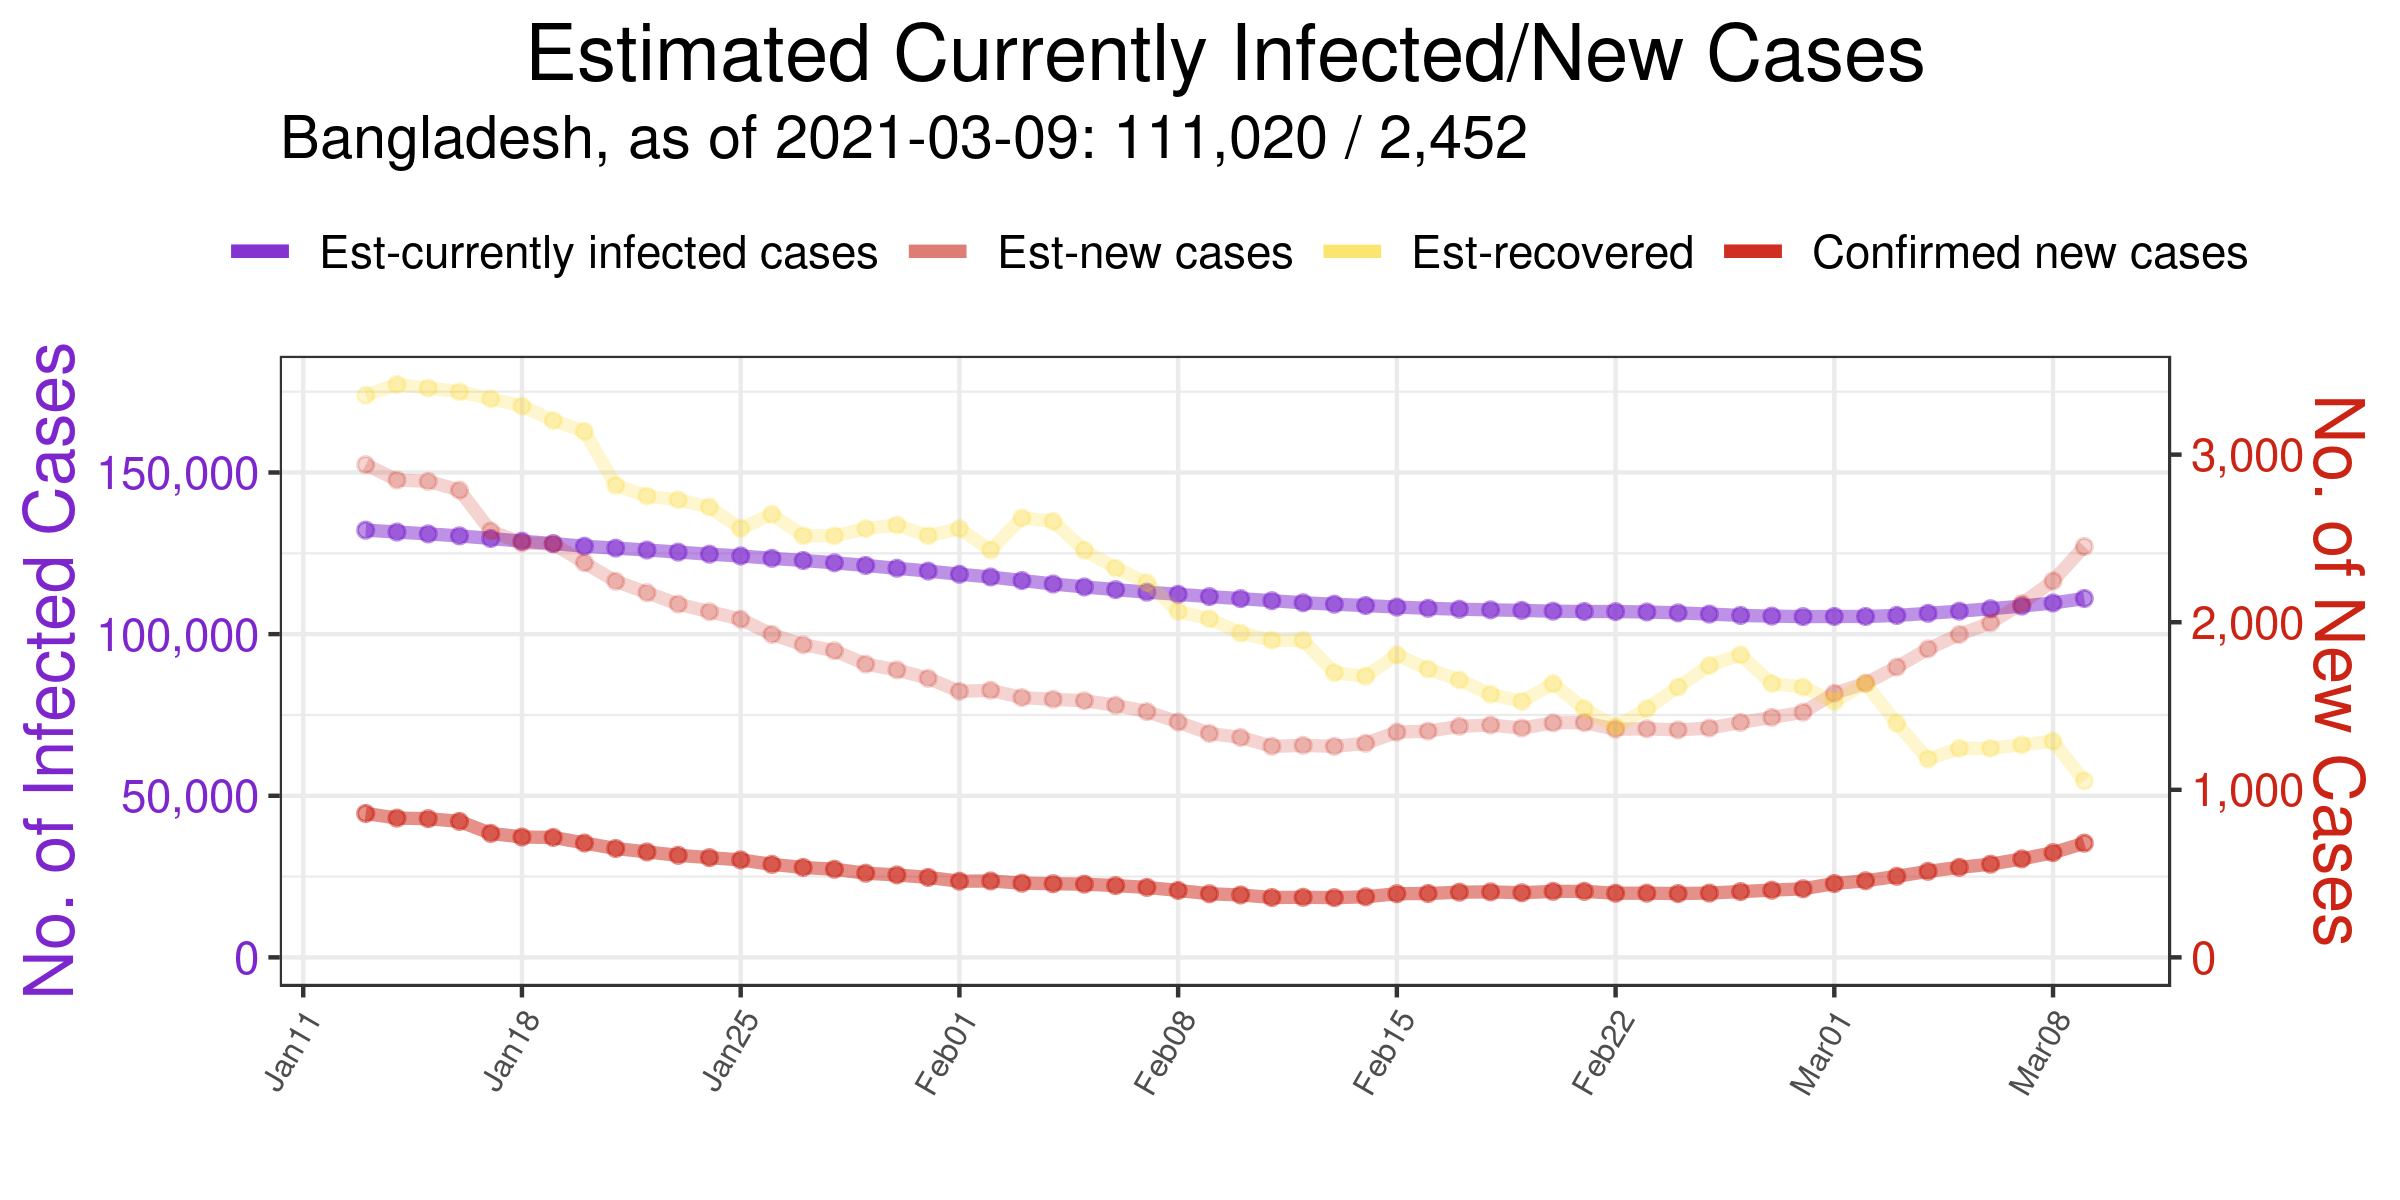 Estimated Currently Infected/New Cases
Bangladesh, as of 2021-03-09: 111,020 / 2,452
Est-currently infected cases Est-new cases Est-recovered Confirmed new cases
No. of Infected Cases
150,000
100,000
50,000
0
3,000
2,000
1,000
0
No. of New Cases
Jan11 Jan18 Jan25 Feb01 Feb08 Feb15 Feb22 Mar01 Mar08